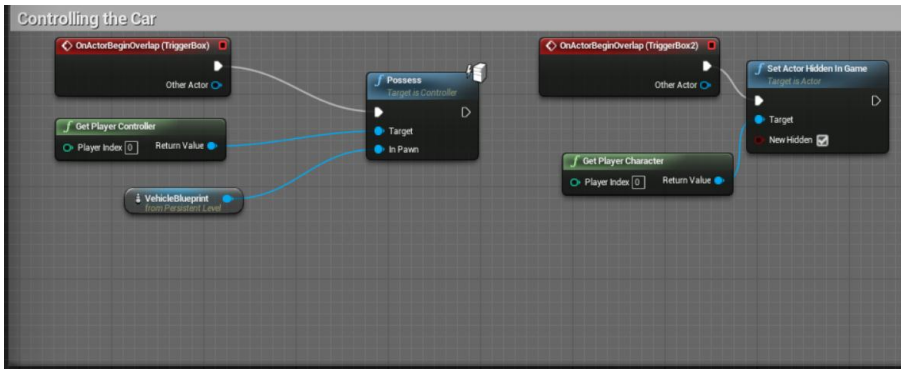 Controlling the Car
OnActorBeginOverlap (TriggerBox)
Other Actor
f Get Player Controller
Player Index 0 Return Value
VehicleBlueprint
from Persistent Level
f Possess
Target is Controller
Target
In Pawn
OnActorBeginOverlap (TriggerBox2)
Other Actor
f Get Player Character
Player Index 0 Return Value
f Set Actor Hidden In Game
Target is Actor
Target
New Hidden